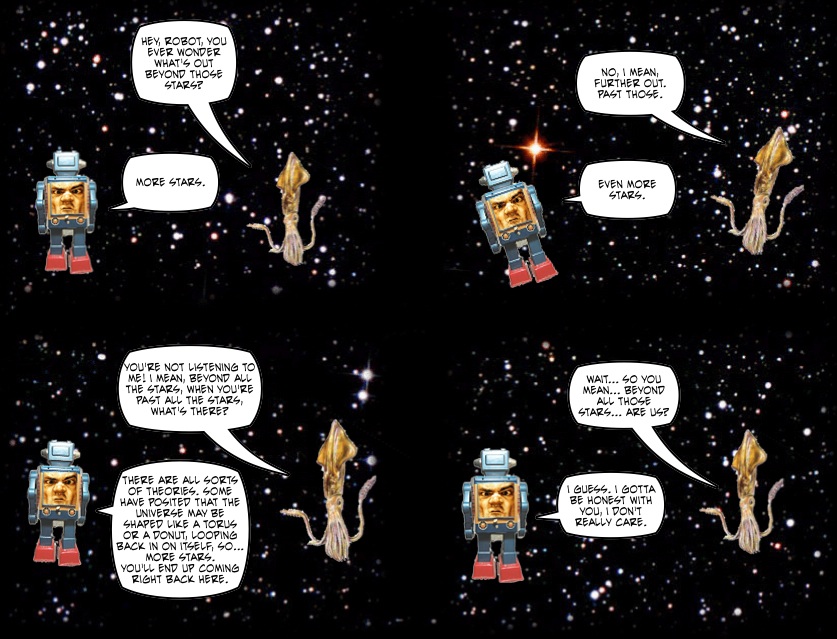 HEY, ROBOT, YOU
EVER WONDER
WHAT'S OUT
BEYOND THOSE
STARS?
MORE STARS.
NO, I MEAN,
FURTHER OUT.
PAST THOSE.
EVEN MORE
STARS.
YOU'RE NOT LISTENING TO
ME! I MEAN, BEYOND ALL
THE STARS, WHEN YOU'RE
PAST ALL THE STARS,
WHAT'S THERE?
THERE ARE ALL SORTS
OF THEORIES. SOME
HAVE POSITED THAT THE
UNIVERSE MAY BE
SHAPED LIKE A TORUS
OR A DONUT, LOOPING
BACK IN ON ITSELF, SO...
MORE STARS.
YOU'LL END UP COMING
RIGHT BACK HERE.
WAIT... SO YOU
MEAN... BEYOND
ALL THOSE
STARS... ARE US?
I GUESS. I GOTTA
BE HONEST WITH
YOU, I DON'T
REALLY CARE.